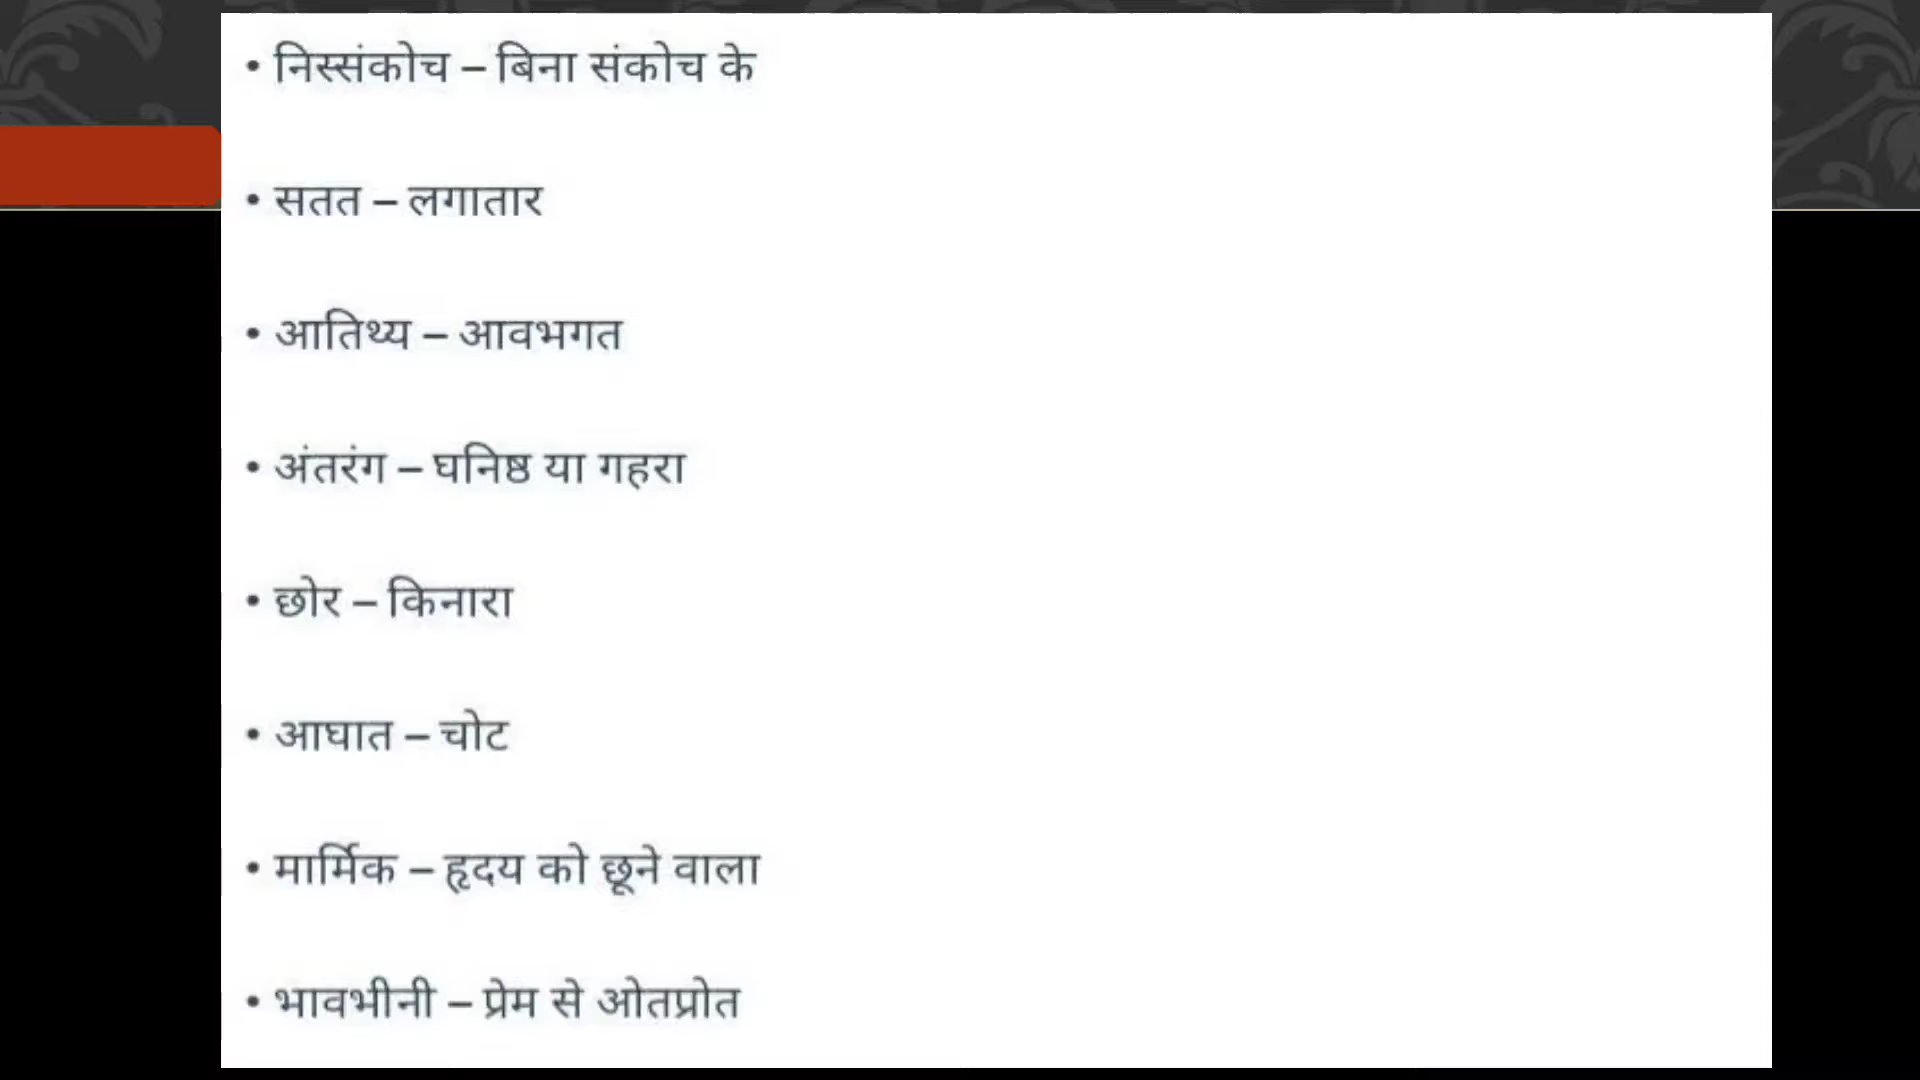 • निस्संकोच – बिना संकोच के
• सतत – लगातार
• आतिथ्य – आवभगत
• अंतरंग – घनिष्ठ या गहरा
• छोर – किनारा
• आघात – चोट
• मार्मिक – हृदय को छूने वाला
• भावभीनी – प्रेम से ओतप्रोत